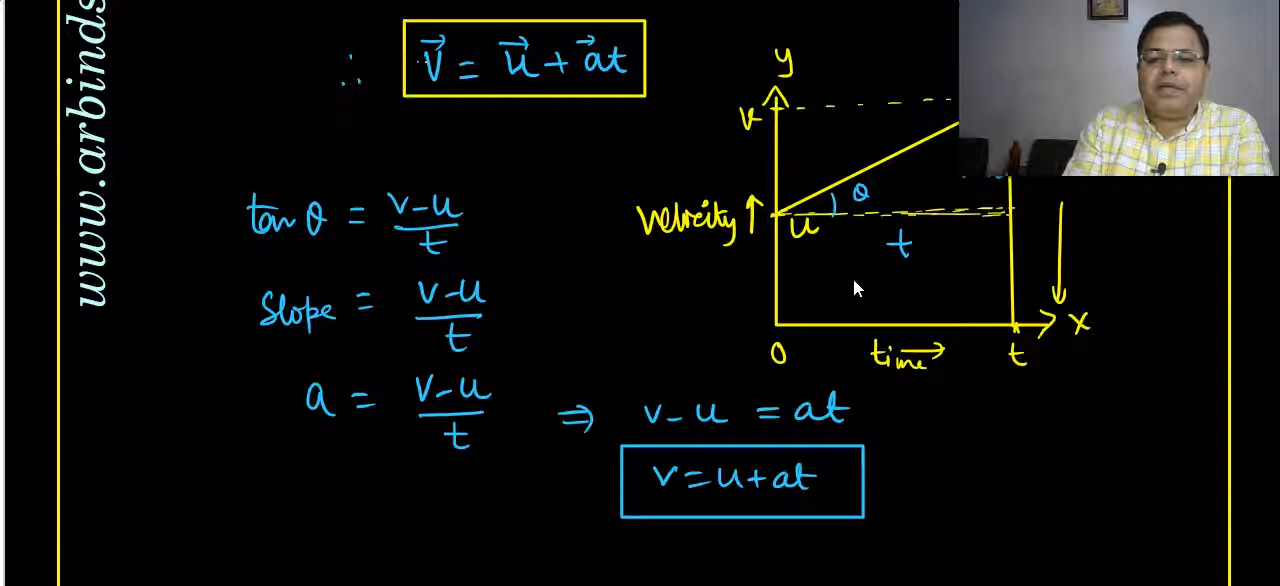 www.arbinds
∴ V⃗ = u⃗ + a⃗t
y
v
tan θ = v-u/t
velocity ↑
u
θ
t
slope = v-u/t
0
time →
t
x
a = v-u/t ⇒ v-u = at
v = u+at